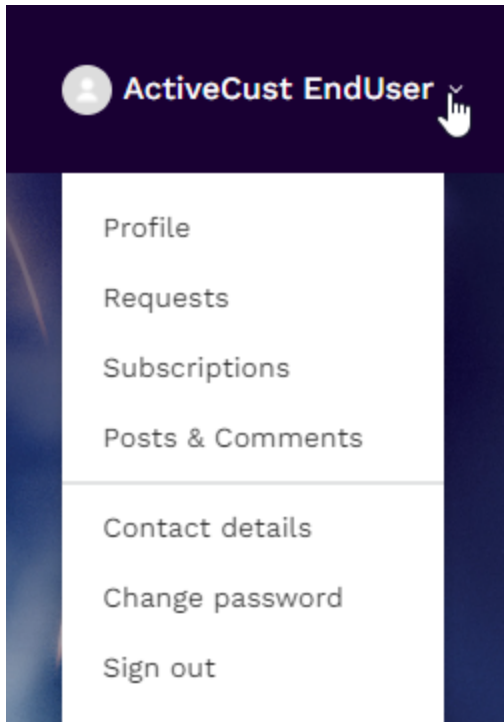 ActiveCust EndUser
Profile
Requests
Subscriptions
Posts & Comments
Contact details
Change password
Sign out